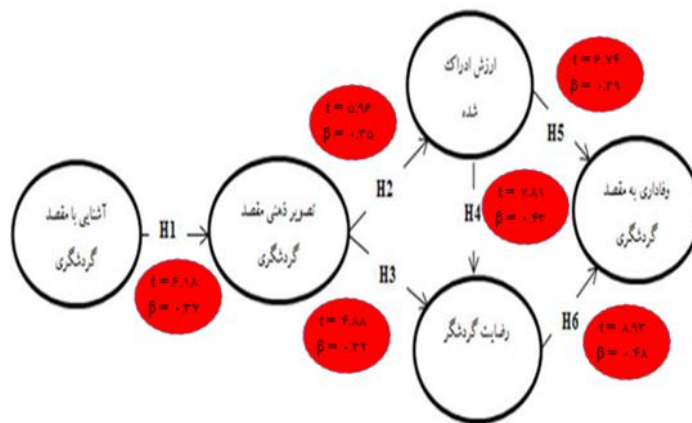 ارزش ادراک
شده
t = ۶.۷۴
β = ۰.۳۹
t = ۵.۹۶
β = ۰.۳۵
H5
H2
آشنایی با مقصد
گردشگری
H1
تصویر ذهنی مقصد
گردشگری
H4
t = ۷.۸۱
β = ۰.۴۳
وفاداری به مقصد
گردشگری
t = ۶.۱۸
β = ۰.۳۷
H3
t = ۴.۸۸
β = ۰.۳۲
رضایت گردشگر
H6
t = ۸.۹۳
β = ۰.۴۸